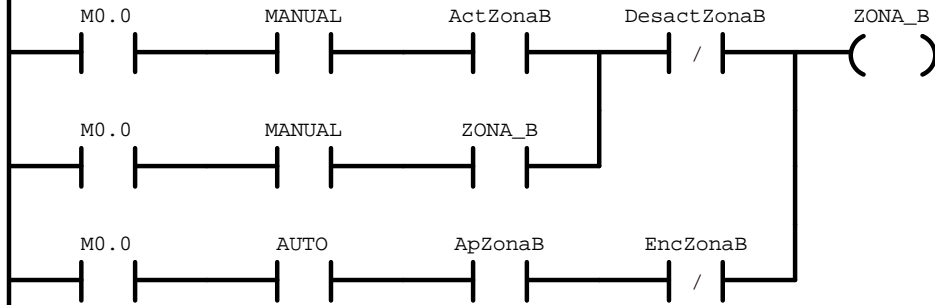 M0.0 MANUAL ActZonaB DesactZonaB ZONA_B
/
M0.0 MANUAL ZONA_B
M0.0 AUTO ApZonaB EncZonaB
/